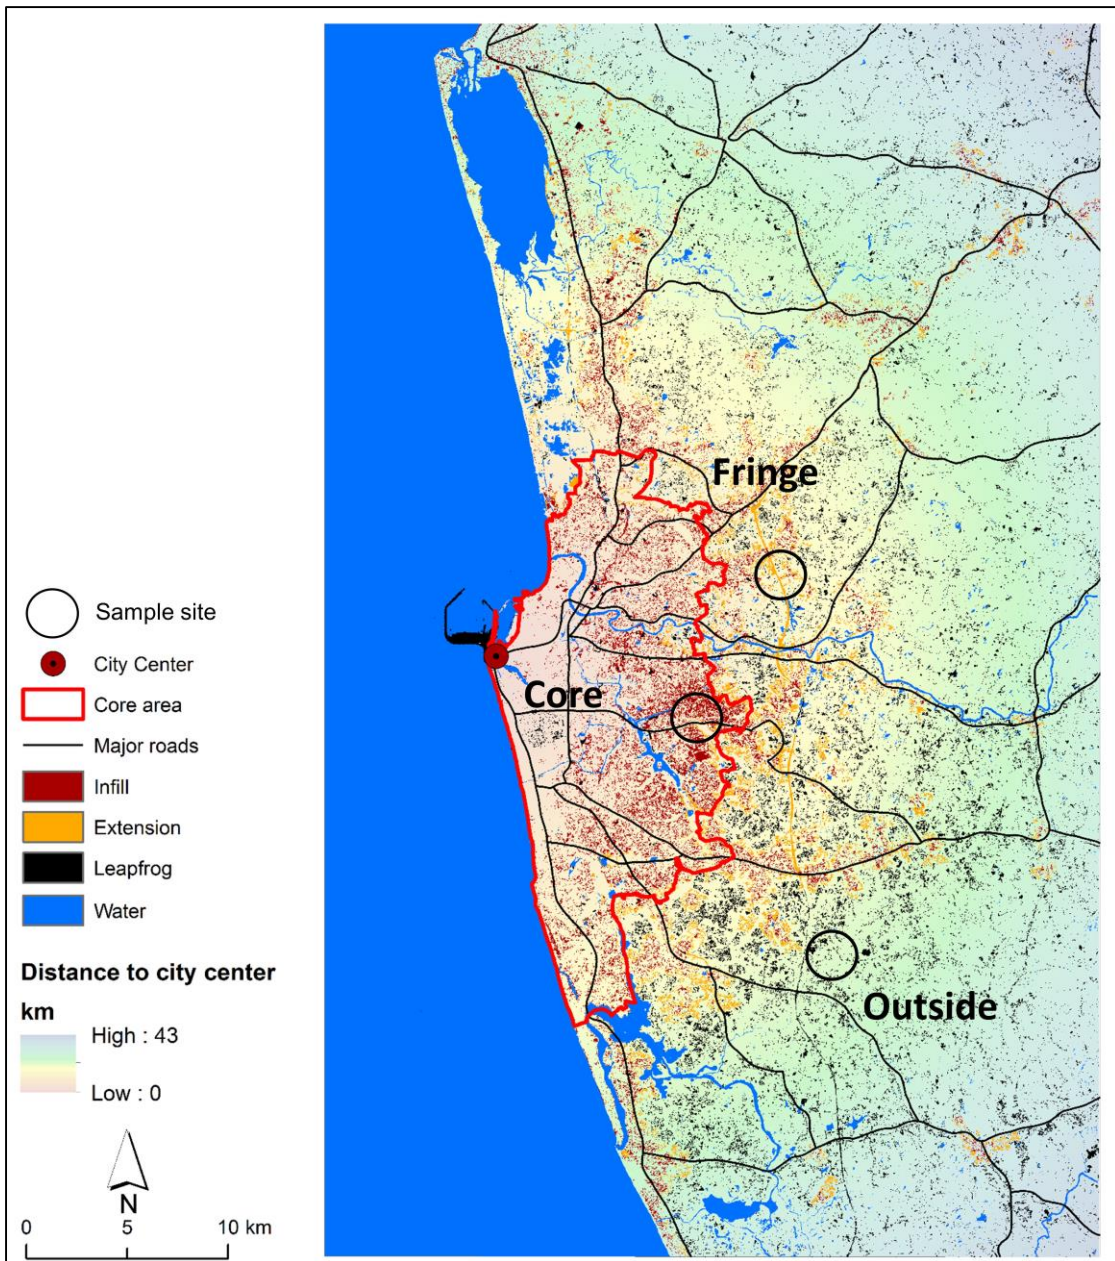 Fringe
Core
Outside
Sample site
City Center
Core area
Major roads
Infill
Extension
Leapfrog
Water
Distance to city center
km
High : 43
Low : 0
N
0 5 10 km